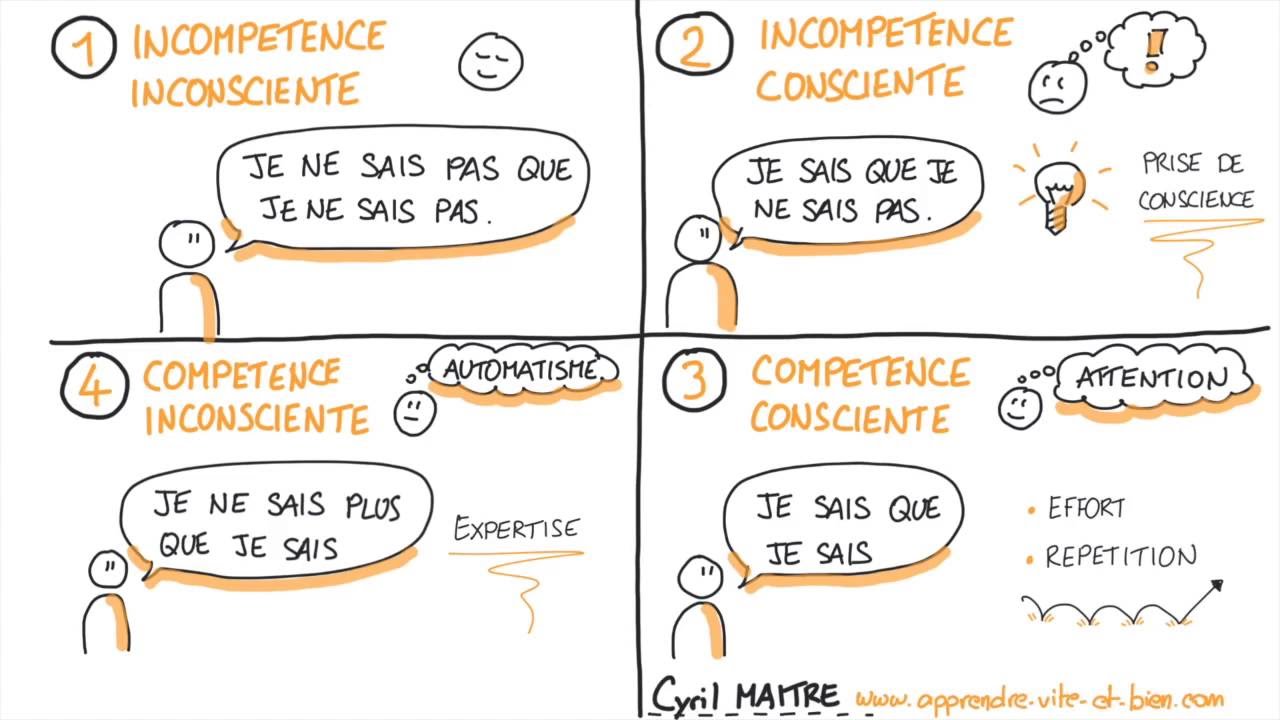 1
INCOMPETENCE
INCONSCIENTE
JE NE SAIS PAS QUE
JE NE SAIS PAS.
2
INCOMPETENCE
CONSCIENTE
!
JE SAIS QUE JE
NE SAIS PAS.
PRISE DE
CONSCIENCE
4
COMPETENCE
INCONSCIENTE
AUTOMATISME.
JE NE SAIS PLUS
QUE JE SAIS
EXPERTISE
3
COMPETENCE
CONSCIENTE
ATTENTION
JE SAIS QUE
JE SAIS
• EFFORT
• REPETITION
Cyril MAITRE www.apprendre-vite-et-bien.com